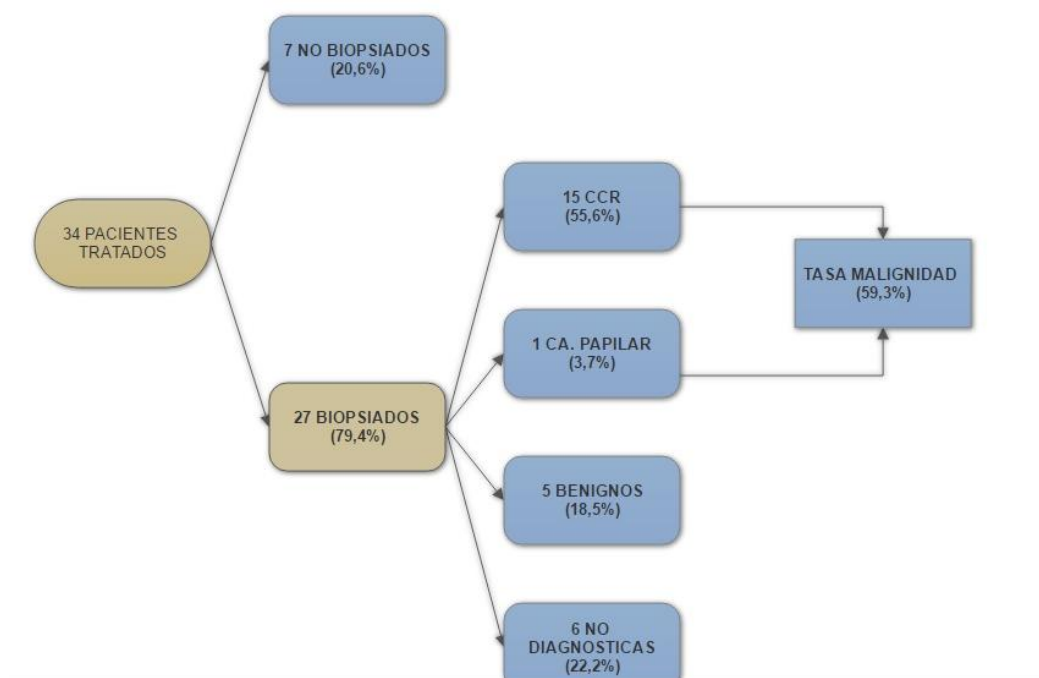 7 NO BIOPSIADOS
(20,6%)
34 PACIENTES
TRATADOS
27 BIOPSIADOS
(79,4%)
15 CCR
(55,6%)
1 CA. PAPILAR
(3,7%)
5 BENIGNOS
(18,5%)
6 NO
DIAGNOSTICAS
(22,2%)
TASA MALIGNIDAD
(59,3%)